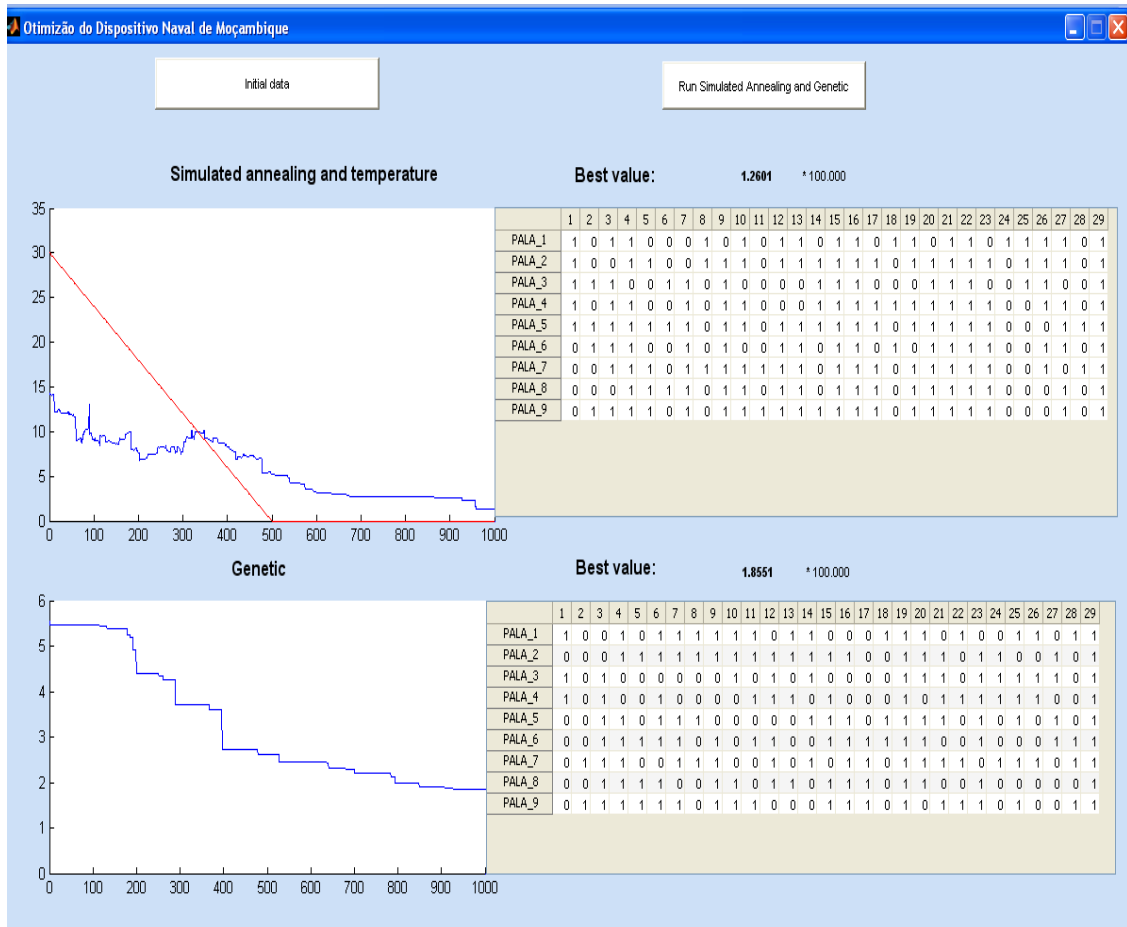 Otimizão do Dispositivo Naval de Moçambique
Initial data
Run Simulated Annealing and Genetic
Simulated annealing and temperature
Best value: 1.2601 * 100.000
35
30
25
20
15
10
5
0
0 100 200 300 400 500 600 700 800 900 1000
1 2 3 4 5 6 7 8 9 10 11 12 13 14 15 16 17 18 19 20 21 22 23 24 25 26 27 28 29
PALA_1 1 0 1 1 0 0 0 1 0 1 0 1 1 0 1 1 0 1 1 0 1 1 0 1 1 1 1 0 1
PALA_2 1 0 0 1 1 0 0 1 1 1 0 1 1 1 1 1 1 0 1 1 1 1 1 0 1 1 1 0 1
PALA_3 1 1 1 0 0 1 1 0 1 0 0 0 0 1 1 1 0 0 0 1 1 1 0 0 1 1 0 0 1
PALA_4 1 0 1 1 0 1 1 0 1 1 1 0 0 0 1 1 1 1 1 1 1 1 1 0 0 1 1 0 1
PALA_5 1 1 1 1 1 1 1 0 1 1 0 1 1 1 1 1 1 0 1 1 1 1 1 0 0 0 1 1 1
PALA_6 0 1 1 1 0 0 1 0 1 0 0 1 1 0 1 1 0 1 0 1 1 1 1 0 0 1 1 0 1
PALA_7 0 0 1 1 1 0 1 1 1 1 1 1 1 1 1 1 1 0 1 1 1 1 1 0 0 1 0 1 1
PALA_8 0 0 0 1 1 1 1 0 1 1 0 1 1 1 1 1 1 0 1 1 1 1 1 0 0 1 1 0 1
PALA_9 0 1 1 1 1 0 1 0 1 1 1 1 1 1 1 1 1 0 1 1 1 1 1 0 0 0 1 0 1
Genetic
Best value: 1.8551 * 100.000
6
5
4
3
2
1
0
0 100 200 300 400 500 600 700 800 900 1000
1 2 3 4 5 6 7 8 9 10 11 12 13 14 15 16 17 18 19 20 21 22 23 24 25 26 27 28 29
PALA_1 1 0 0 1 0 1 1 1 1 1 1 0 1 1 0 0 0 1 1 1 0 1 0 0 1 1 0 1 1
PALA_2 0 0 0 1 1 1 1 1 1 1 1 1 1 1 1 1 0 0 1 1 1 0 1 1 0 0 1 0 1
PALA_3 1 0 1 0 0 0 0 0 1 0 0 1 1 0 1 0 0 0 1 1 1 0 1 1 1 1 1 0 1
PALA_4 1 0 1 0 0 0 0 0 0 0 1 1 1 0 1 0 0 0 1 0 1 1 1 1 1 1 0 0 1
PALA_5 0 0 1 1 0 1 1 1 0 0 0 0 0 0 1 1 0 1 1 1 1 0 1 0 1 0 1 0 1
PALA_6 0 0 1 1 1 1 1 0 1 0 1 1 0 0 1 1 1 1 1 1 0 0 1 0 0 0 1 1 1
PALA_7 0 1 1 1 0 0 1 1 1 0 0 1 1 0 1 1 1 0 1 1 1 0 1 0 1 0 0 0 1
PALA_8 0 0 1 1 1 1 0 0 1 1 0 1 1 0 1 1 1 0 1 0 0 1 1 0 0 0 0 0 1
PALA_9 0 1 1 1 1 1 0 1 1 1 0 0 0 1 1 1 1 0 1 0 1 1 1 0 1 0 0 1 1